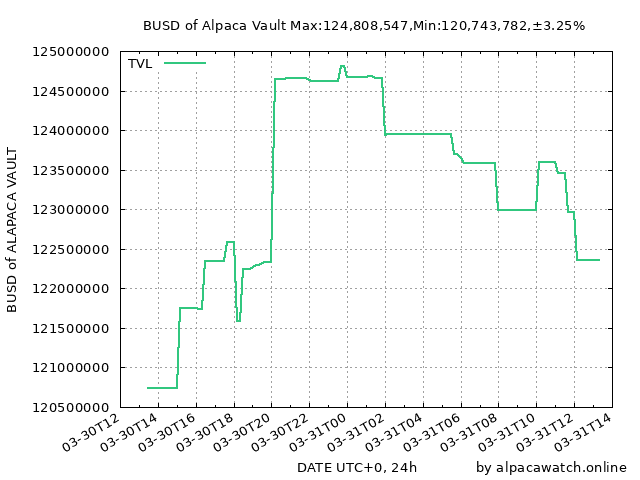 BUSD of Alpaca Vault Max:124,808,547,Min:120,743,782,±3.25%
TVL
125000000
124500000
124000000
123500000
123000000
122500000
122000000
121500000
121000000
120500000
BUSD of ALAPACA VAULT
03-30T12
03-30T14
03-30T16
03-30T18
03-30T20
03-30T22
03-31T00
03-31T02
03-31T04
03-31T06
03-31T08
03-31T10
03-31T12
03-31T14
DATE UTC+0, 24h
by alpacawatch.online